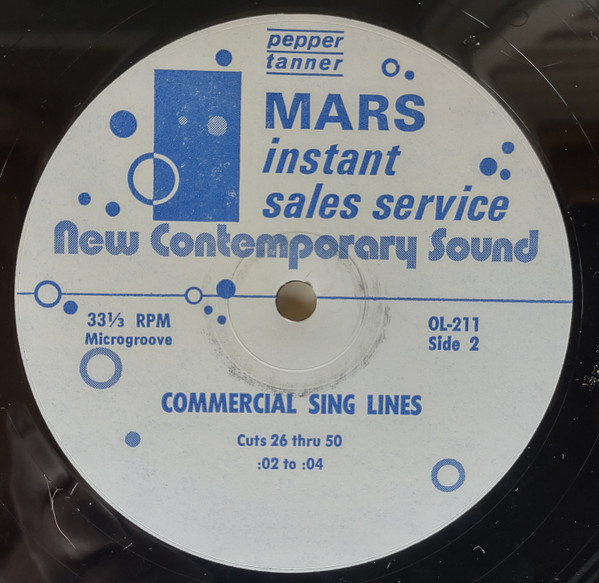 pepper
tanner
MARS
instant
sales service
New Contemporary Sound
33⅓ RPM
Microgroove
OL-211
Side 2
COMMERCIAL SING LINES
Cuts 26 thru 50
:02 to :04